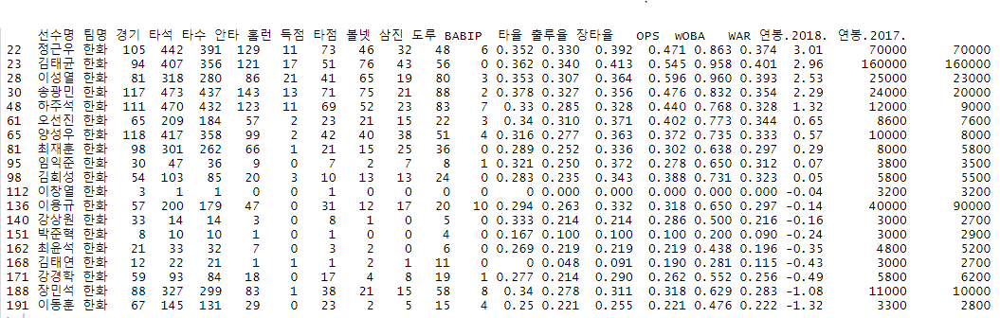 선수명 팀명 경기 타석 타수 안타 홈런 득점 타점 볼넷 삼진 도루 BABIP 타율 출루율 장타율 OPS wOBA WAR 연봉.2018. 연봉.2017.
22 정근우 한화 105 442 391 129 11 73 46 32 48 6 0.352 0.330 0.392 0.471 0.863 0.374 3.01 70000 70000
23 김태균 한화 94 407 356 121 17 51 76 43 56 0 0.362 0.340 0.413 0.545 0.958 0.401 2.96 160000 160000
28 이성열 한화 81 318 280 86 21 41 65 19 80 3 0.353 0.307 0.364 0.596 0.960 0.393 2.53 25000 23000
30 송광민 한화 117 473 437 143 13 71 75 21 88 2 0.378 0.327 0.356 0.476 0.832 0.354 2.29 24000 20000
48 하주석 한화 111 470 432 123 11 69 52 23 83 7 0.33 0.285 0.328 0.440 0.768 0.328 1.32 12000 9000
61 오선진 한화 65 209 184 57 2 23 21 15 22 3 0.34 0.310 0.371 0.402 0.773 0.344 0.65 8600 7600
65 양성우 한화 118 417 358 99 2 42 40 38 51 4 0.316 0.277 0.363 0.372 0.735 0.333 0.57 10000 8000
81 최재훈 한화 98 301 262 66 1 21 15 25 36 0 0.289 0.252 0.336 0.302 0.638 0.297 0.29 8000 5800
95 임익준 한화 30 47 36 9 0 7 2 7 8 1 0.321 0.250 0.372 0.278 0.650 0.312 0.07 3800 3500
98 김회성 한화 54 103 85 20 3 10 13 13 24 0 0.283 0.235 0.343 0.388 0.731 0.323 0.05 5800 5500
112 이창열 한화 3 1 1 0 0 1 0 0 0 0 0 0.000 0.000 0.000 0.000 0.000 -0.04 3200 3200
136 이용규 한화 57 200 179 47 0 31 12 17 20 10 0.294 0.263 0.332 0.318 0.650 0.297 -0.14 40000 90000
140 강상원 한화 33 14 14 3 0 8 1 0 5 0 0.333 0.214 0.214 0.286 0.500 0.216 -0.16 3000 2700
151 박준혁 한화 8 10 10 1 0 1 0 0 4 0 0.167 0.100 0.100 0.100 0.200 0.090 -0.24 3000 2900
162 최윤석 한화 21 33 32 7 0 3 2 0 6 0 0.269 0.219 0.219 0.219 0.438 0.196 -0.35 4800 5200
168 김태연 한화 12 22 21 1 1 1 2 1 11 0 0 0.048 0.091 0.190 0.281 0.115 -0.43 3000 2700
171 강경학 한화 59 93 84 18 0 17 4 8 19 1 0.277 0.214 0.290 0.262 0.552 0.256 -0.49 5800 6200
188 장민석 한화 88 327 299 83 1 38 21 15 58 8 0.34 0.278 0.311 0.318 0.629 0.283 -1.08 11000 10000
191 이동훈 한화 67 145 131 29 0 23 2 5 15 4 0.25 0.221 0.255 0.221 0.476 0.222 -1.32 3300 2800